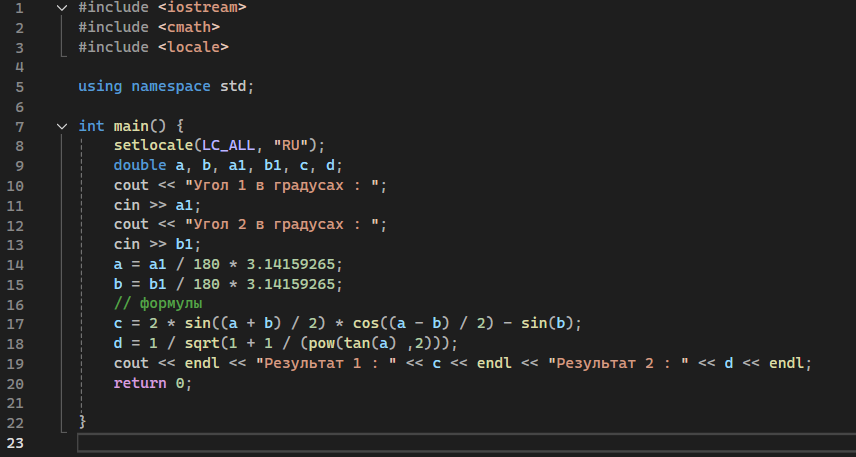 1 #include <iostream>
2 #include <cmath>
3 #include <locale>
4
5 using namespace std;
6
7 int main() {
8     setlocale(LC_ALL, "RU");
9     double a, b, a1, b1, c, d;
10     cout << "Угол 1 в градусах : ";
11     cin >> a1;
12     cout << "Угол 2 в градусах : ";
13     cin >> b1;
14     a = a1 / 180 * 3.14159265;
15     b = b1 / 180 * 3.14159265;
16     // формулы
17     c = 2 * sin((a + b) / 2) * cos((a - b) / 2) - sin(b);
18     d = 1 / sqrt(1 + 1 / (pow(tan(a) ,2)));
19     cout << endl << "Результат 1 : " << c << endl << "Результат 2 : " << d << endl;
20     return 0;
21
22 }
23